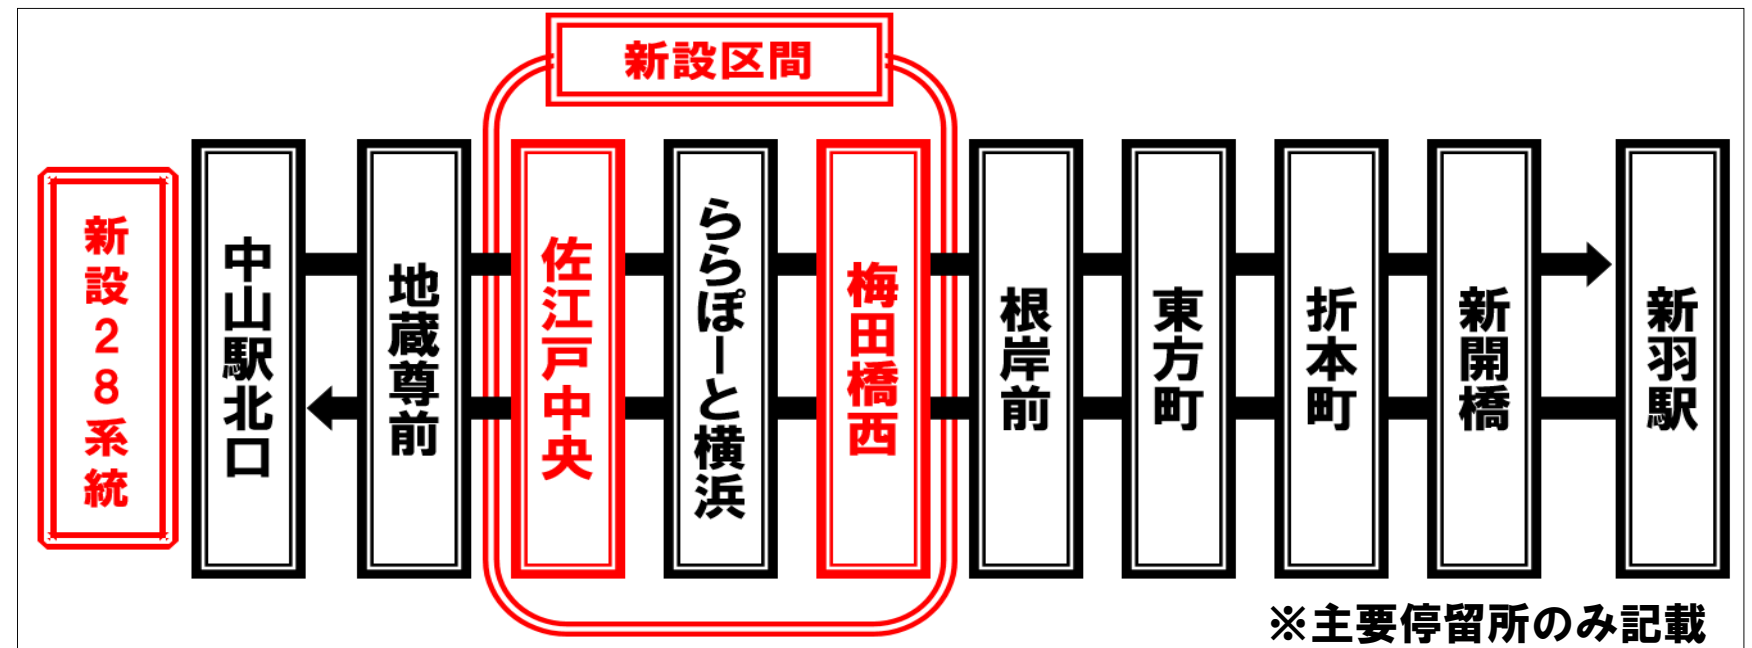 新設区間
新設28系統
中山駅北口
地蔵尊前
佐江戸中央
ららぽーと横浜
梅田橋西
根岸前
東方町
折本町
新開橋
新羽駅
※主要停留所のみ記載